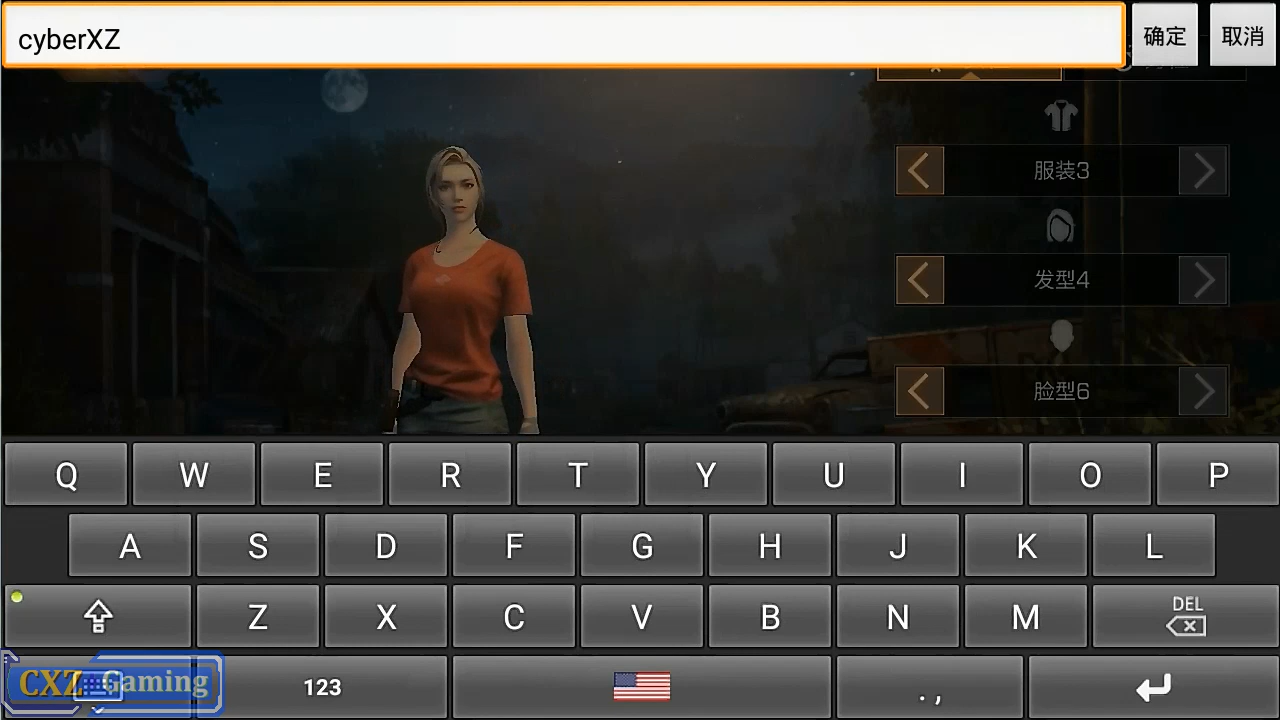 cyberXZ 确定 取消
服装3
发型4
脸型6
Q W E R T Y U I O P
A S D F G H J K L
Z X C V B N M DEL
CXZ Gaming 123 . ,